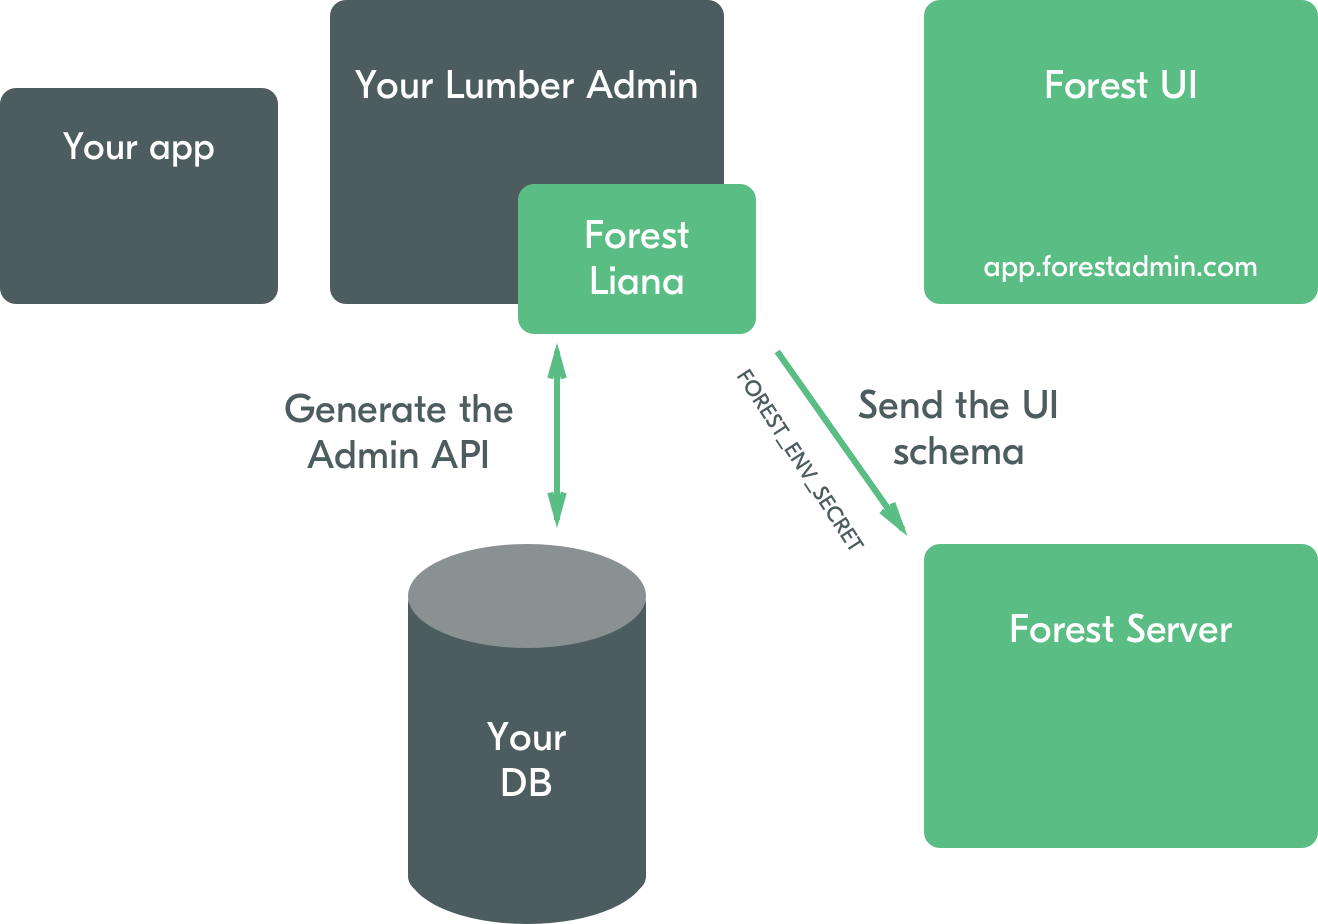 Your app
Your Lumber Admin
Forest
Liana
Forest UI
app.forestadmin.com
Generate the
Admin API
FOREST_ENV_SECRET
Send the UI
schema
Your
DB
Forest Server